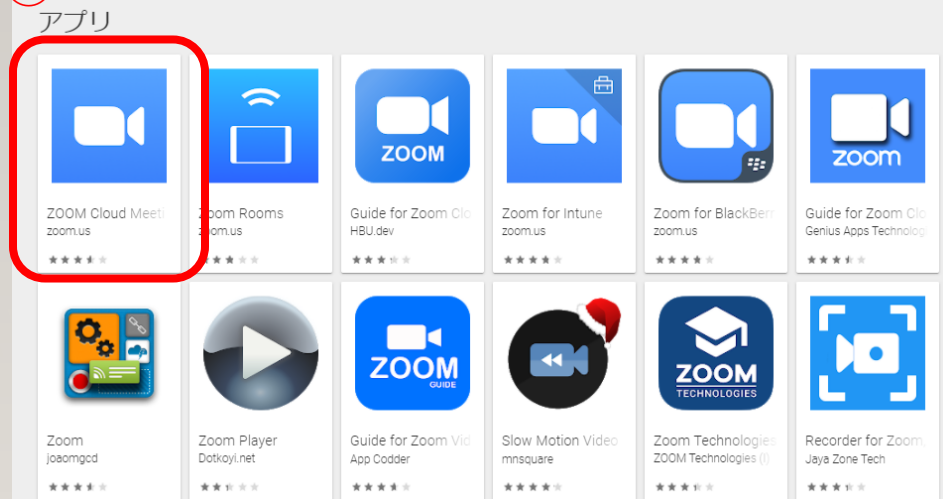 アプリ
ZOOM
zoom
ZOOM Cloud Meeti
zoom.us
Zoom Rooms
zoom.us
Guide for Zoom Clo
HBU.dev
Zoom for Intune
zoom.us
Zoom for BlackBerr
zoom.us
Guide for Zoom Clo
Genius Apps Technolog
ZOOM
GUIDE
ZOOM
TECHNOLOGIES
Zoom
joaomgcd
Zoom Player
Dotkoyi.net
Guide for Zoom Vid
App Codder
Slow Motion Video
mnsquare
Zoom Technologies
ZOOM Technologies (I)
Recorder for Zoom,
Jaya Zone Tech